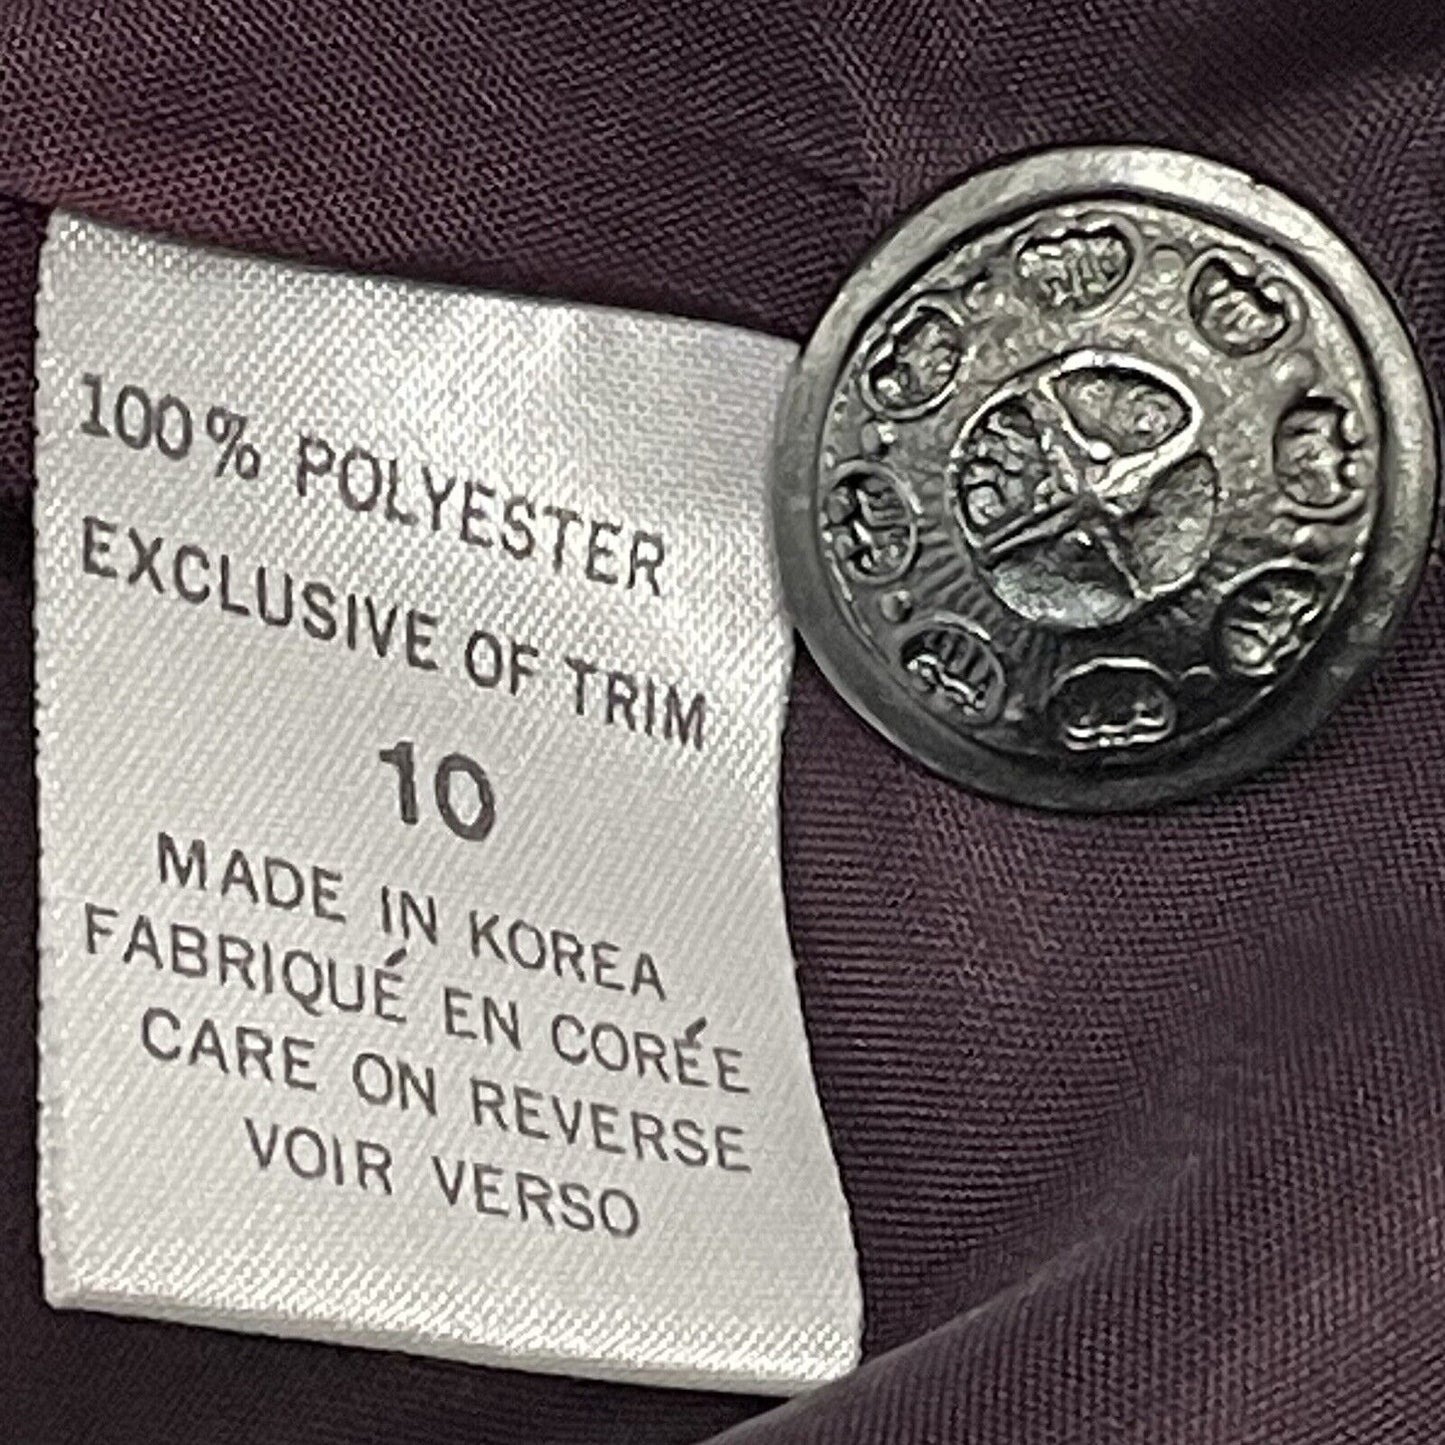 100% POLYESTER
EXCLUSIVE OF TRIM
10
MADE IN KOREA
FABRIQUÉ EN CORÉE
CARE ON REVERSE
VOIR VERSO